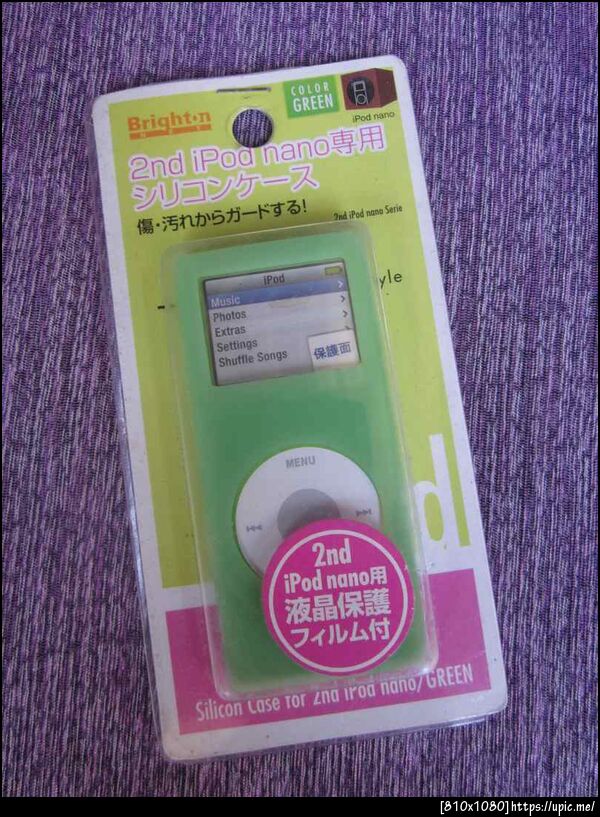 Brighton
NET
COLOR
GREEN
iPod nano
2nd iPod nano専用
シリコンケース
傷・汚れからガードする!
2nd iPod nano Serie
yle
iPod
Music
Photos
Extras
Settings
Shuffle Songs
保護面
MENU
d
2nd
iPod nano用
液晶保護
フィルム付
Silicon Case for 2nd iPod nano/GREEN
[810x1080]https://upic.me/